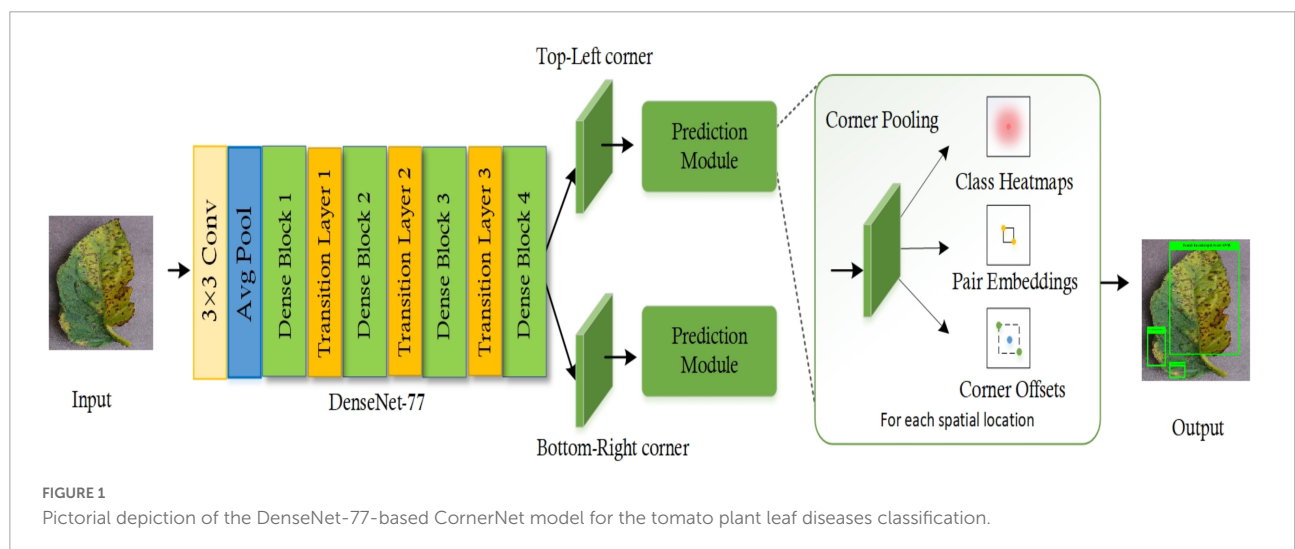 Input
3×3 Conv
Avg Pool
Dense Block 1
Transition Layer 1
Dense Block 2
Transition Layer 2
Dense Block 3
Transition Layer 3
Dense Block 4
DenseNet-77
Top-Left corner
Prediction
Module
Bottom-Right corner
Prediction
Module
Corner Pooling
Class Heatmaps
Pair Embeddings
Corner Offsets
For each spatial location
Output
FIGURE 1
Pictorial depiction of the DenseNet-77-based CornerNet model for the tomato plant leaf diseases classification.